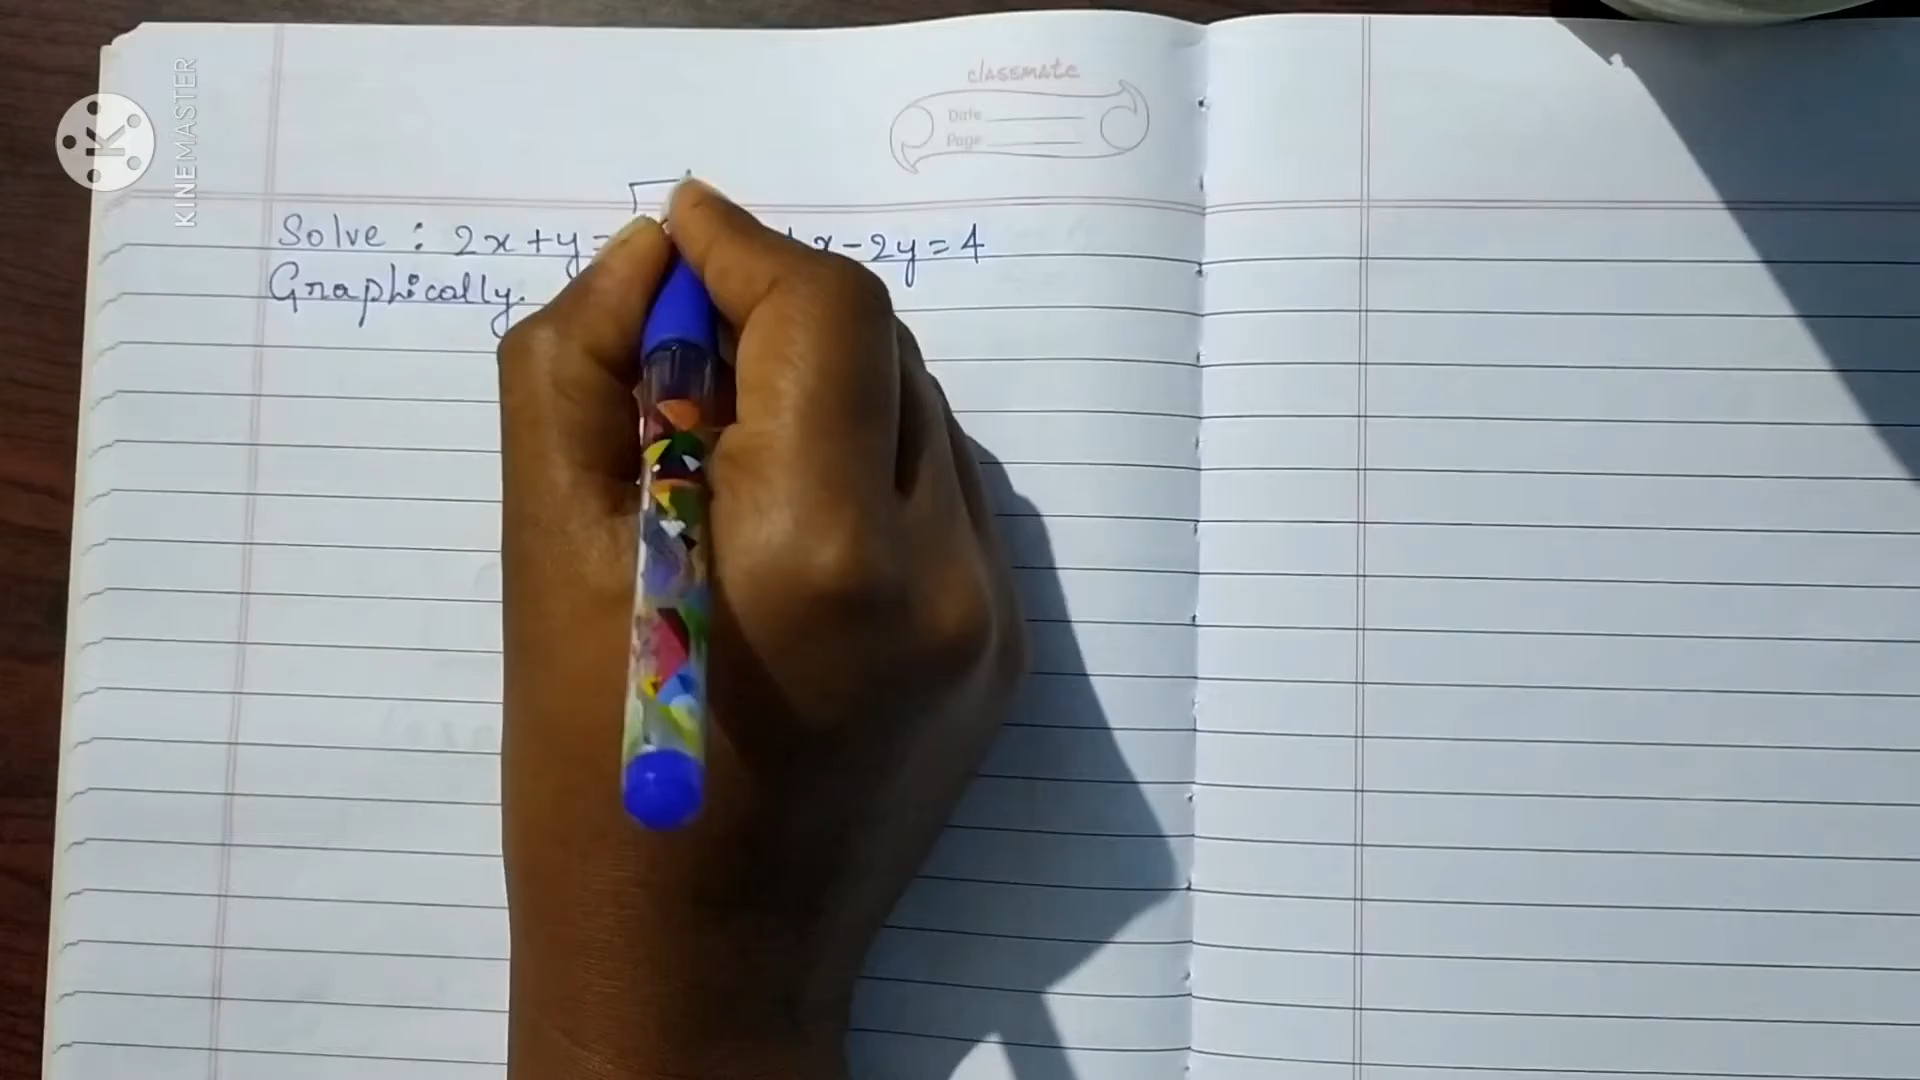 KINEMASTER
classmate
Date
Page
Solve : 2x+y= x-2y=4
Graphically.